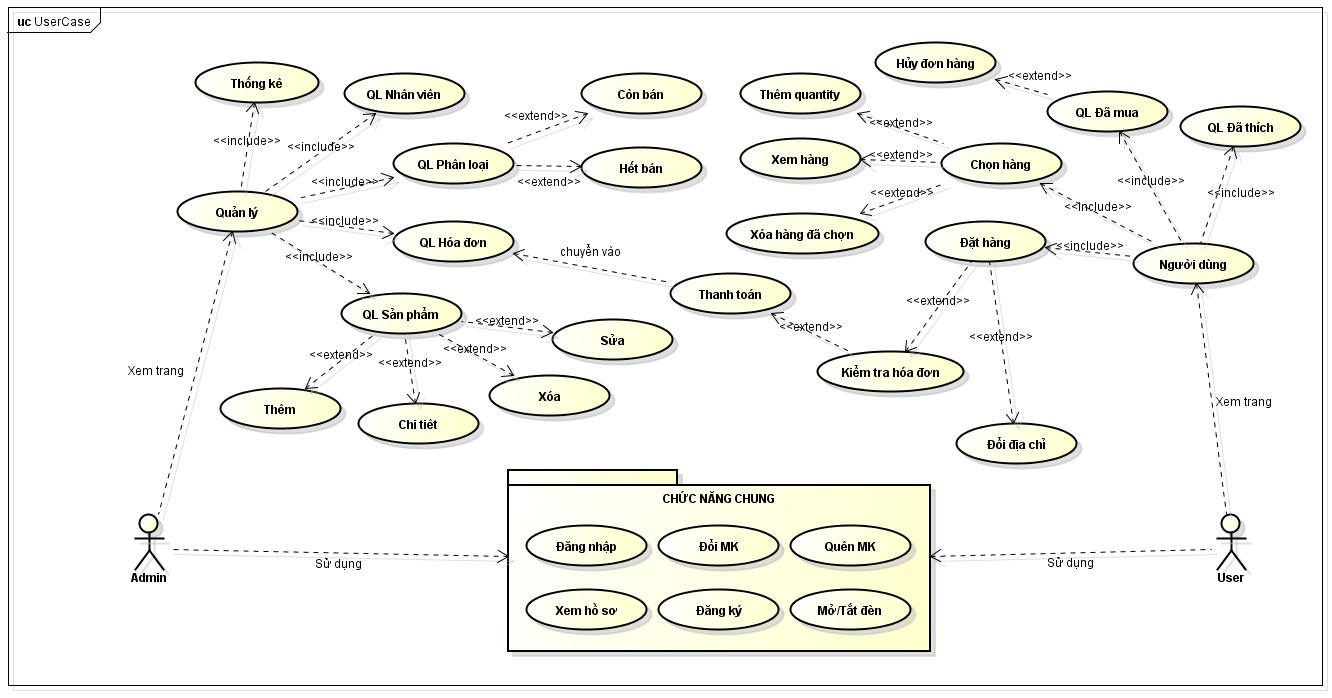 uc UserCase
Hủy đơn hàng
Thống kê
<<extend>>
QL Nhân viên
Còn bán
Thêm quantity
QL Đã mua
<<extend>>
<<extend>>
QL Đã thích
<<include>>
<<include>>
QL Phân loại
Hết bán
Xem hàng
<<extend>>
Chọn hàng
<<include>>
<<extend>>
<<include>>
<<extend>>
<<include>>
Quản lý
<<include>>
<<include>>
Xóa hàng đã chọn
QL Hóa đơn
chuyển vào
Đặt hàng
<<include>>
<<include>>
Người dùng
Thanh toán
<<extend>>
QL Sản phẩm
<<extend>>
<<extend>>
<<extend>>
Sửa
<<extend>>
<<extend>>
<<extend>>
Xem trang
Kiểm tra hóa đơn
Xóa
Xem trang
Thêm
Chi tiết
Đổi địa chỉ
CHỨC NĂNG CHUNG
Đăng nhập
Đổi MK
Quên MK
Sử dụng
Sử dụng
Admin
User
Xem hồ sơ
Đăng ký
Mở/Tắt đèn